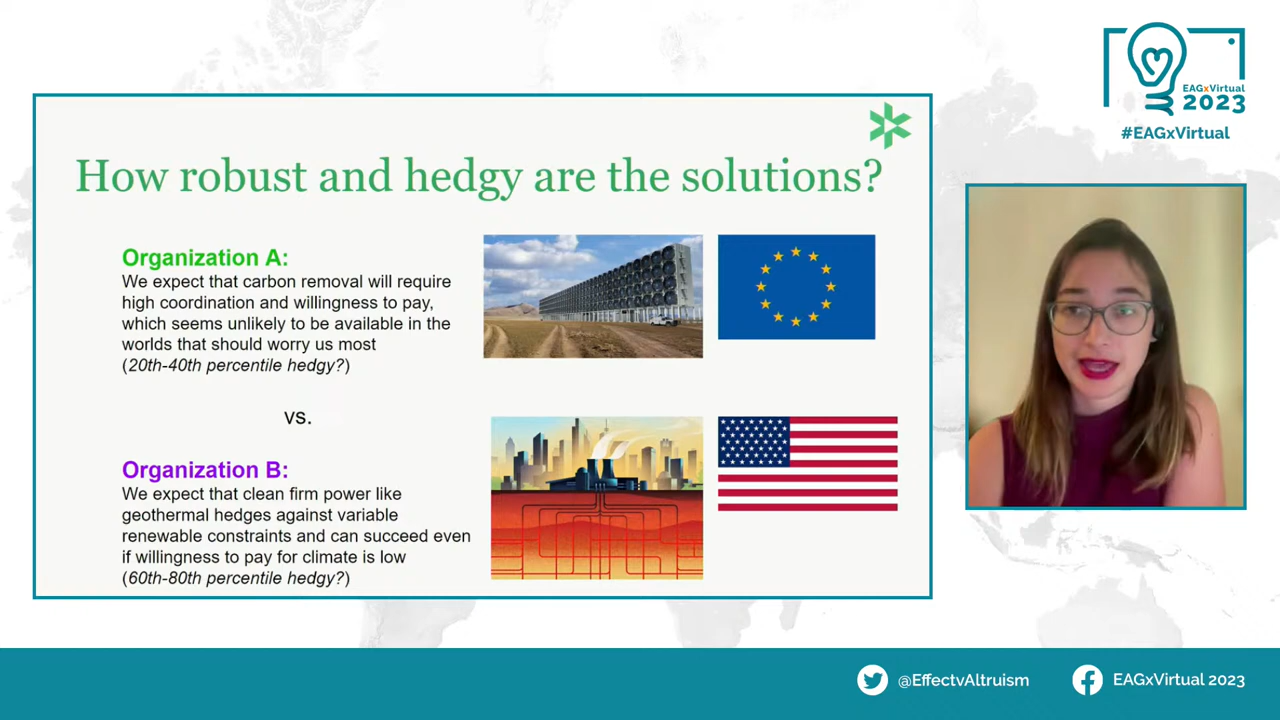 EAGxVirtual
2023
#EAGxVirtual
How robust and hedgy are the solutions?
Organization A:
We expect that carbon removal will require
high coordination and willingness to pay,
which seems unlikely to be available in the
worlds that should worry us most
(20th-40th percentile hedgy?)
vs.
Organization B:
We expect that clean firm power like
geothermal hedges against variable
renewable constraints and can succeed even
if willingness to pay for climate is low
(60th-80th percentile hedgy?)
@EffectvAltruism
EAGxVirtual 2023